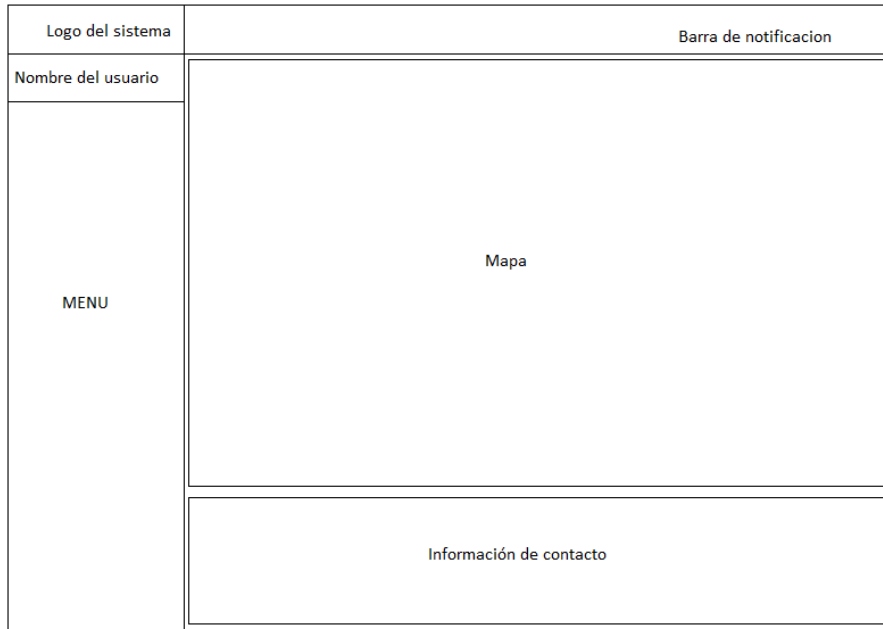 Logo del sistema
Barra de notificacion
Nombre del usuario
Mapa
MENU
Información de contacto